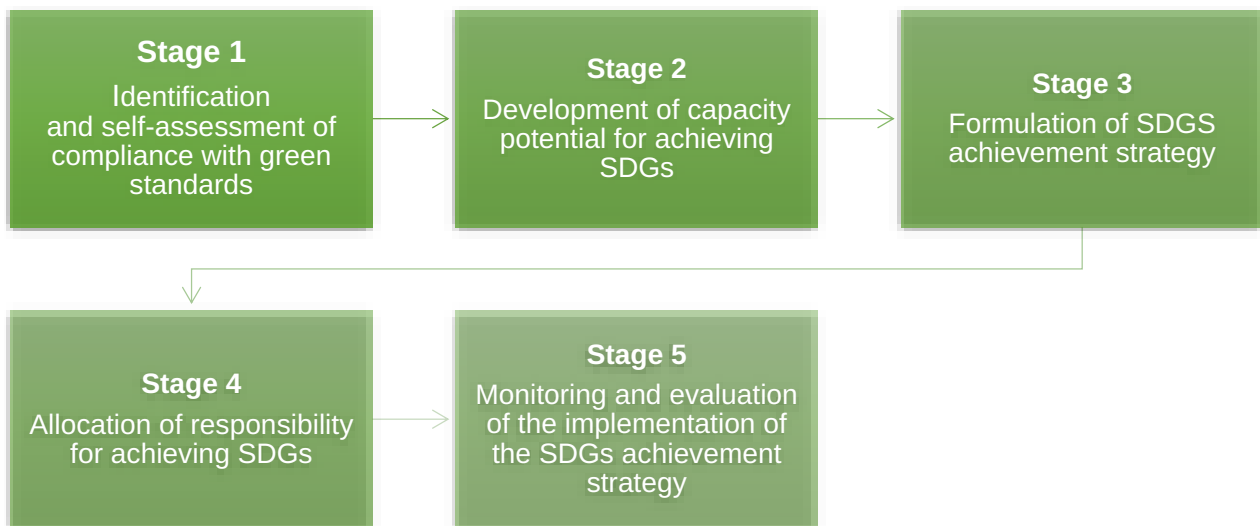 Stage 1
Identification
and self-assessment of
compliance with green
standards
Stage 2
Development of capacity
potential for achieving
SDGs
Stage 3
Formulation of SDGS
achievement strategy
Stage 4
Allocation of responsibility
for achieving SDGs
Stage 5
Monitoring and evaluation
of the implementation of
the SDGs achievement
strategy